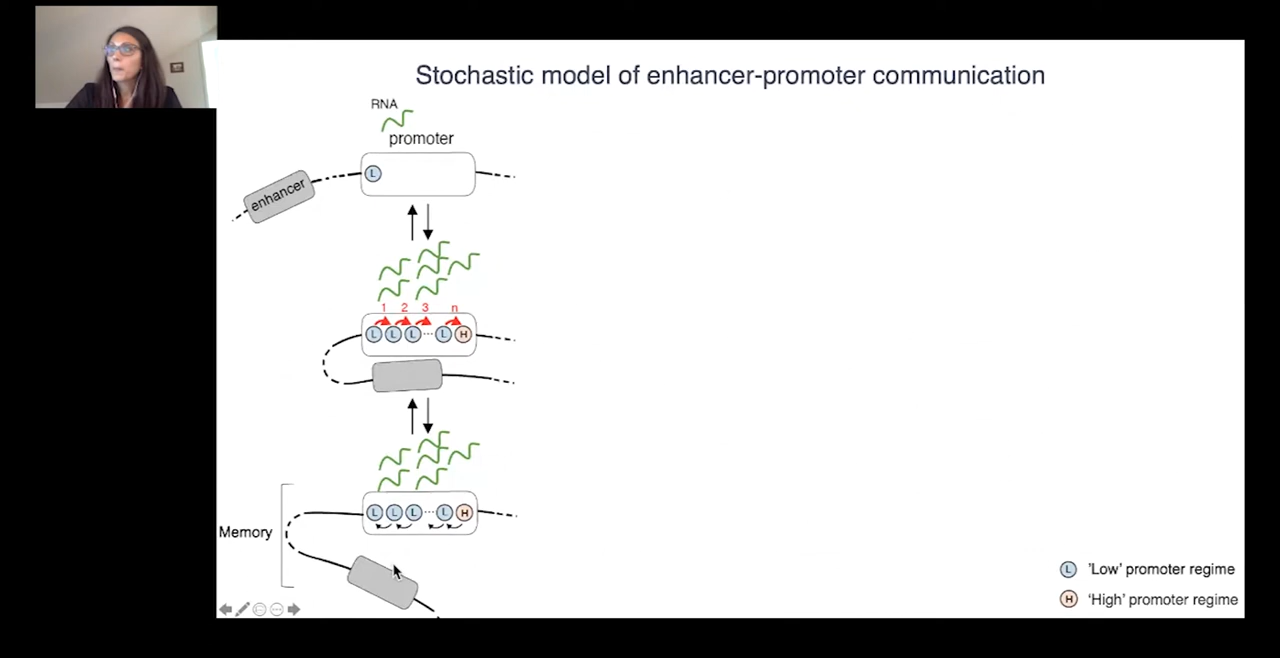 Stochastic model of enhancer-promoter communication
RNA
promoter
L
enhancer
1 2 3 n
L L L ... L H
L L L ... L H
Memory
L 'Low' promoter regime
H 'High' promoter regime